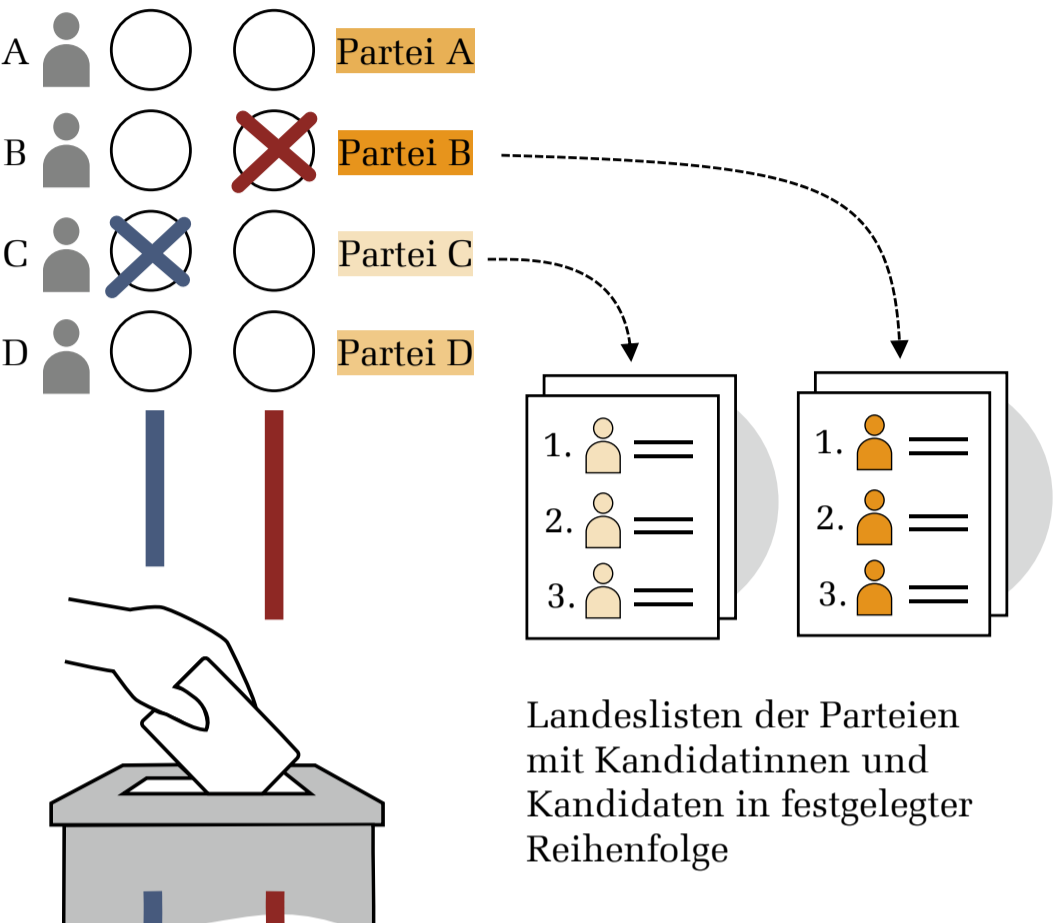 A Partei A
B Partei B
C Partei C
D Partei D
1.
2.
3.
1.
2.
3.
Landeslisten der Parteien
mit Kandidatinnen und
Kandidaten in festgelegter
Reihenfolge